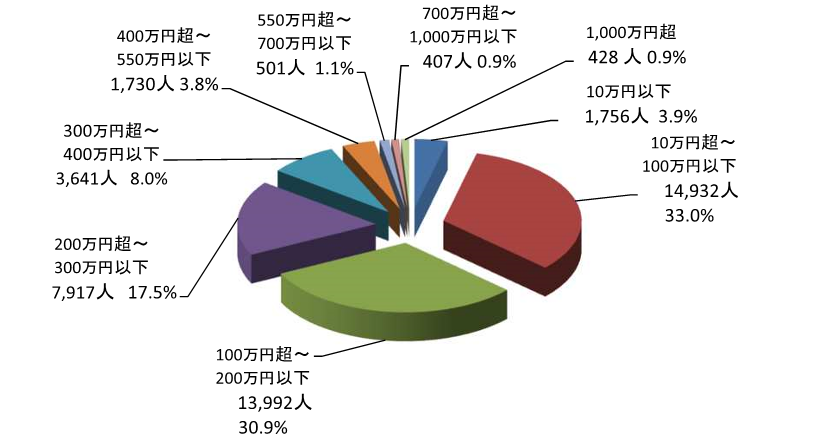 400万円超~
550万円以下
1,730人 3.8%
550万円超~
700万円以下
501人 1.1%
700万円超~
1,000万円以下
407人 0.9%
1,000万円超
428 人 0.9%
10万円以下
1,756人 3.9%
10万円超~
100万円以下
14,932人
33.0%
300万円超~
400万円以下
3,641人 8.0%
200万円超~
300万円以下
7,917人 17.5%
100万円超~
200万円以下
13,992人
30.9%